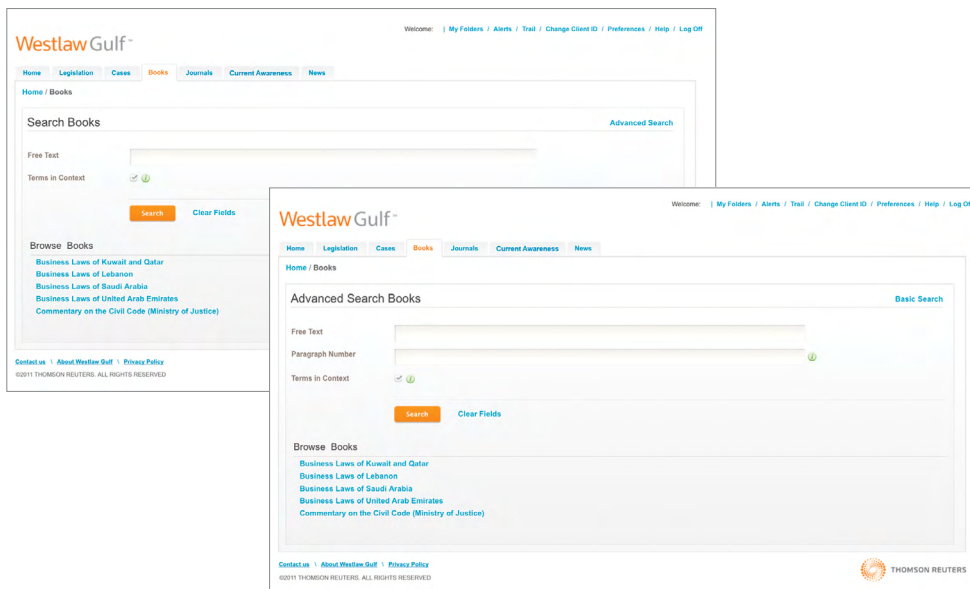 Welcome: | My Folders / Alerts / Trail / Change Client ID / Preferences / Help / Log Off
Westlaw Gulf™
Home Legislation Cases Books Journals Current Awareness News
Home / Books
Search Books
Advanced Search
Free Text
Terms in Context
Search Clear Fields
Browse Books
Business Laws of Kuwait and Qatar
Business Laws of Lebanon
Business Laws of Saudi Arabia
Business Laws of United Arab Emirates
Commentary on the Civil Code (Ministry of Justice)
Contact us \ About Westlaw Gulf \ Privacy Policy
©2011 THOMSON REUTERS. ALL RIGHTS RESERVED
Welcome: | My Folders / Alerts / Trail / Change Client ID / Preferences / Help / Log Off
Westlaw Gulf™
Home Legislation Cases Books Journals Current Awareness News
Home / Books
Advanced Search Books
Basic Search
Free Text
Paragraph Number
Terms in Context
Search Clear Fields
Browse Books
Business Laws of Kuwait and Qatar
Business Laws of Lebanon
Business Laws of Saudi Arabia
Business Laws of United Arab Emirates
Commentary on the Civil Code (Ministry of Justice)
Contact us \ About Westlaw Gulf \ Privacy Policy
©2011 THOMSON REUTERS. ALL RIGHTS RESERVED
THOMSON REUTERS